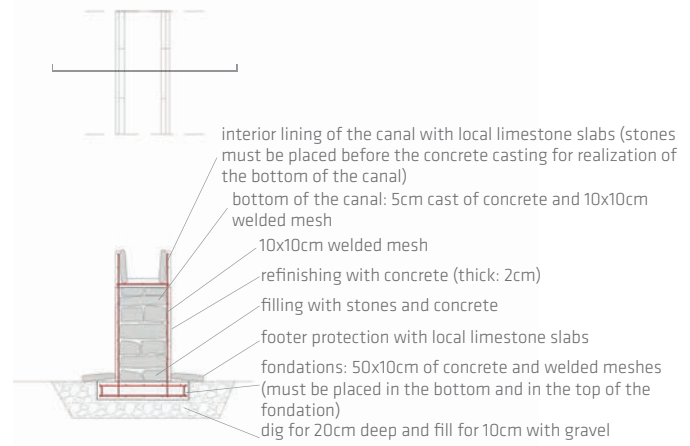 interior lining of the canal with local limestone slabs (stones
must be placed before the concrete casting for realization of
the bottom of the canal)
bottom of the canal: 5cm cast of concrete and 10x10cm
welded mesh
10x10cm welded mesh
refinishing with concrete (thick: 2cm)
filling with stones and concrete
footer protection with local limestone slabs
fondations: 50x10cm of concrete and welded meshes
(must be placed in the bottom and in the top of the
fondation)
dig for 20cm deep and fill for 10cm with gravel